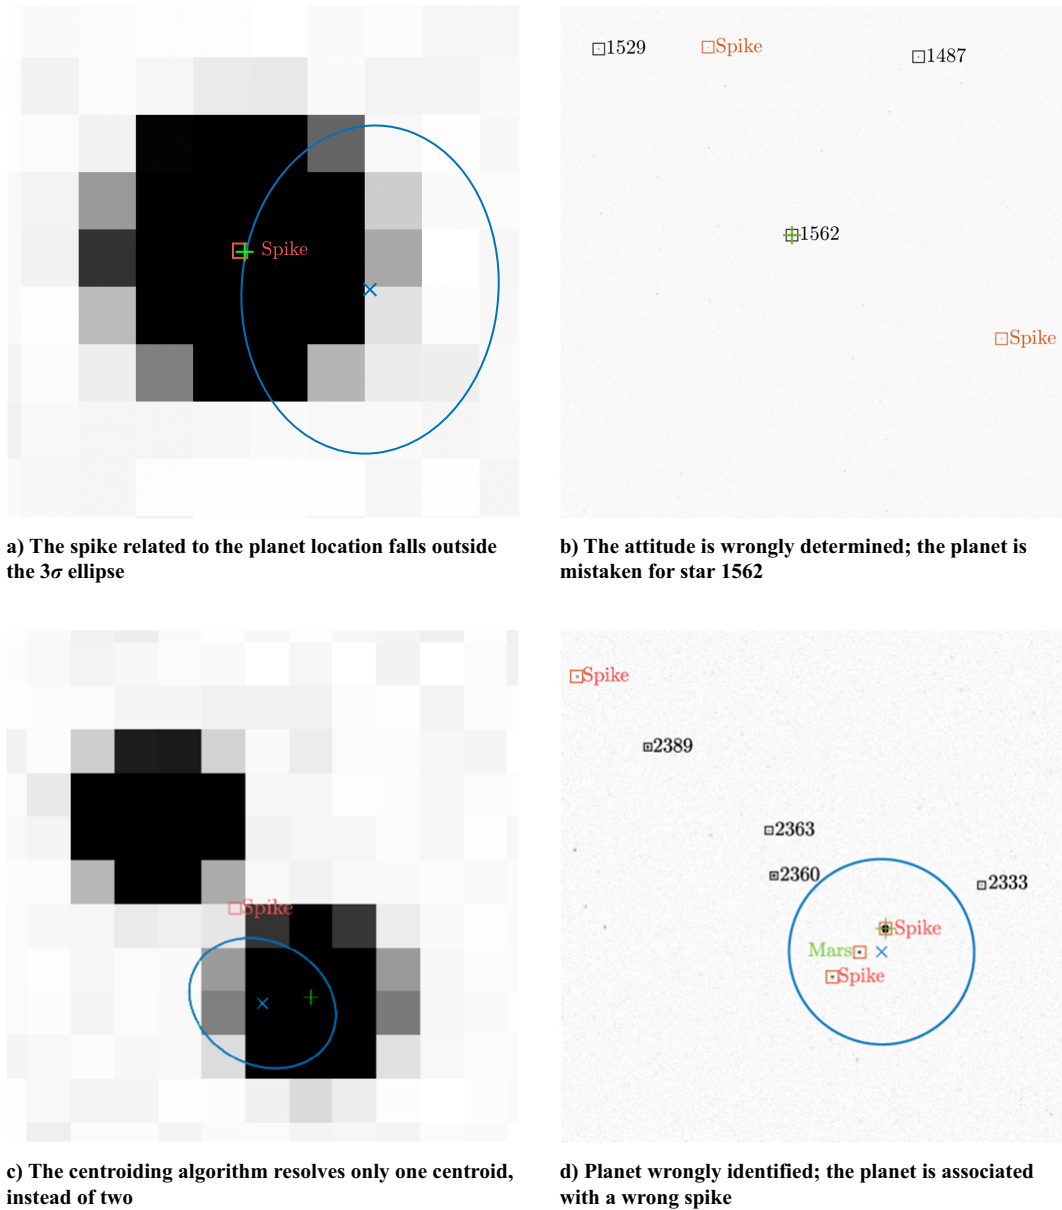 Spike
a) The spike related to the planet location falls outside
the 3σ ellipse
1529
Spike
1487
1562
Spike
b) The attitude is wrongly determined; the planet is
mistaken for star 1562
Spike
c) The centroiding algorithm resolves only one centroid,
instead of two
Spike
2389
2363
2360
2333
Spike
Mars
Spike
d) Planet wrongly identified; the planet is associated
with a wrong spike